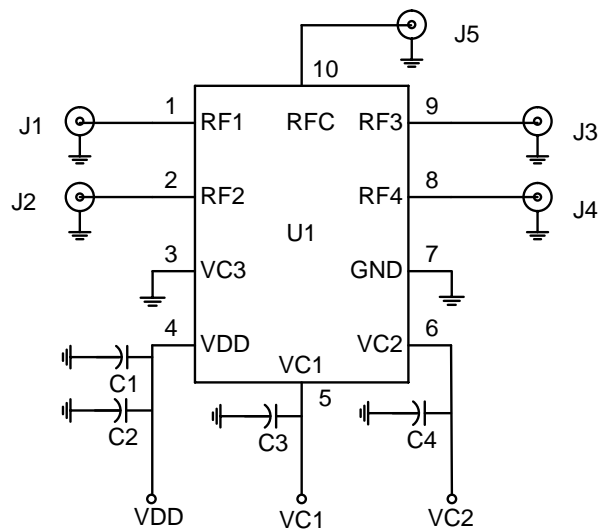 J5
10
1
9
J1
RF1
RFC
RF3
J3
2
8
J2
RF2
RF4
J4
U1
3
7
VC3
GND
4
6
VDD
VC2
VC1
C1
5
C2
C3
C4
VDD
VC1
VC2